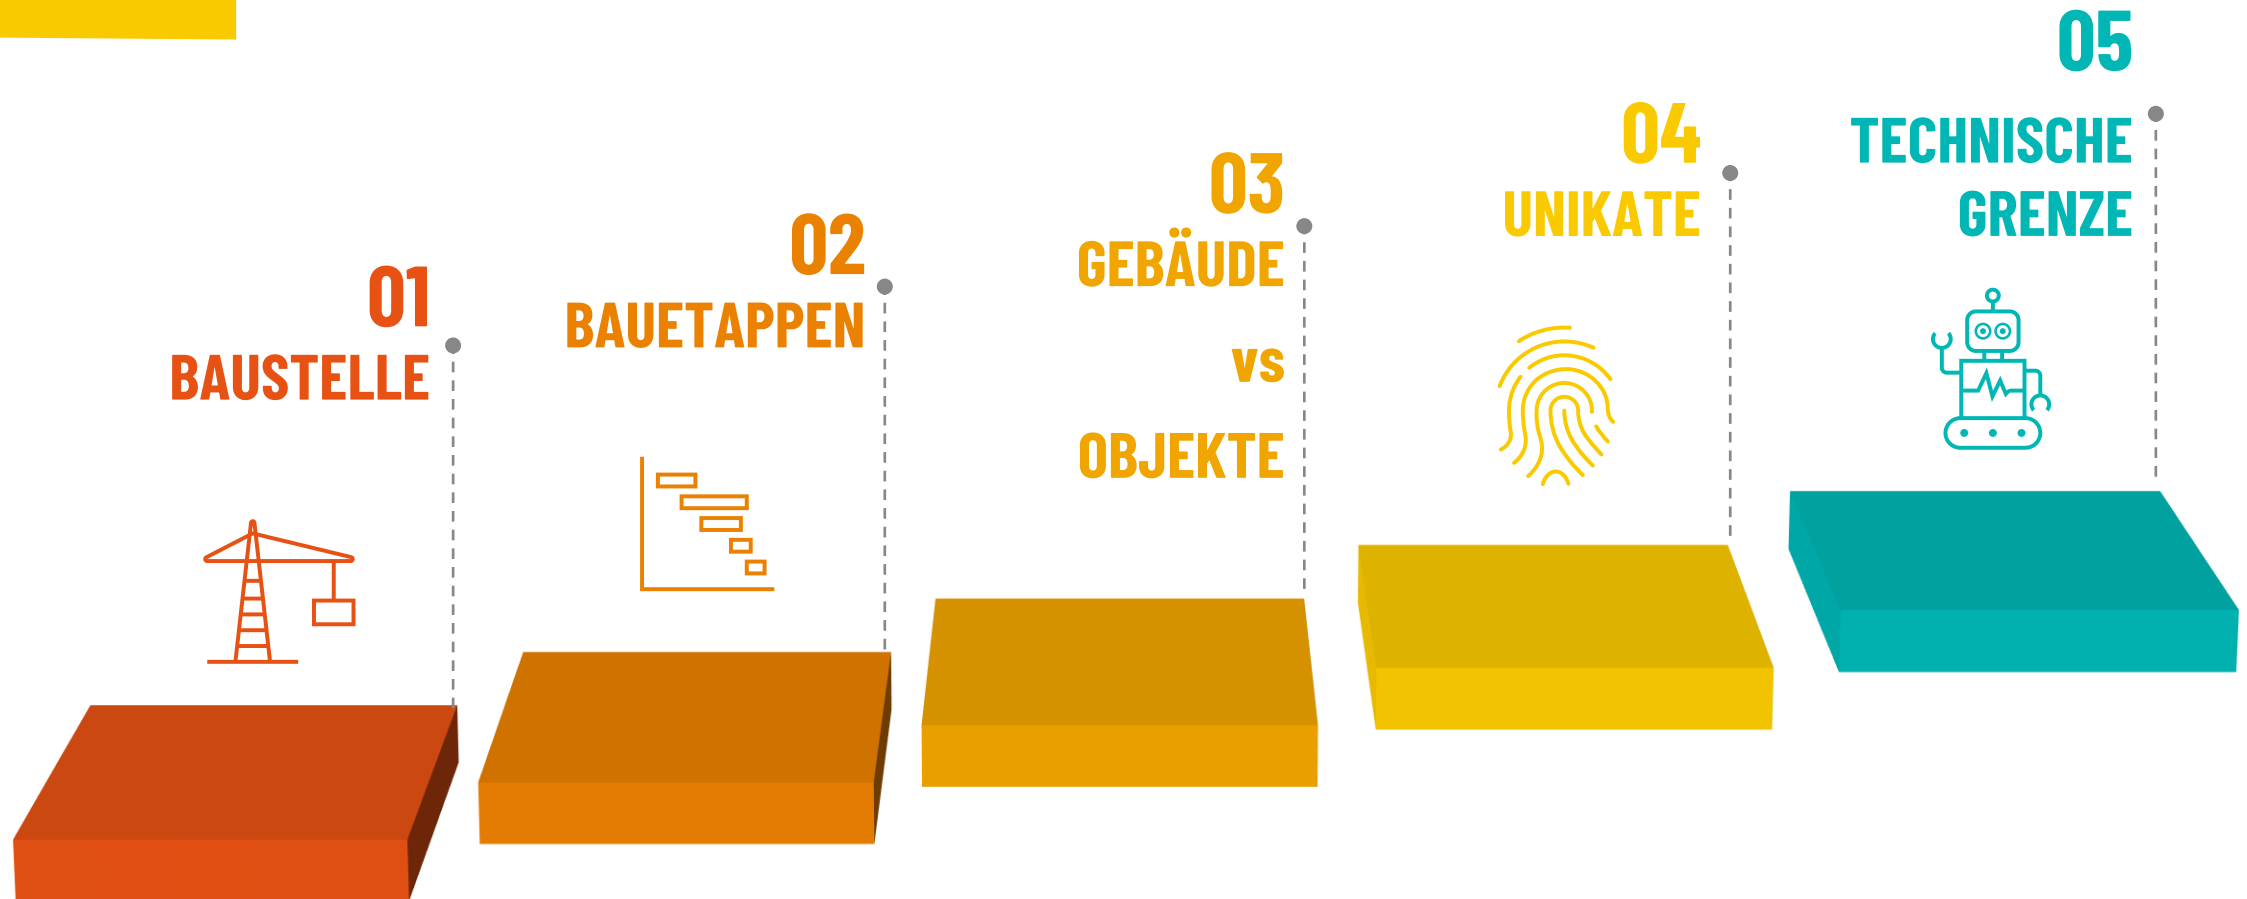 01
BAUSTELLE
02
BAUETAPPEN
03
GEBÄUDE
vs
OBJEKTE
04
UNIKATE
05
TECHNISCHE
GRENZE